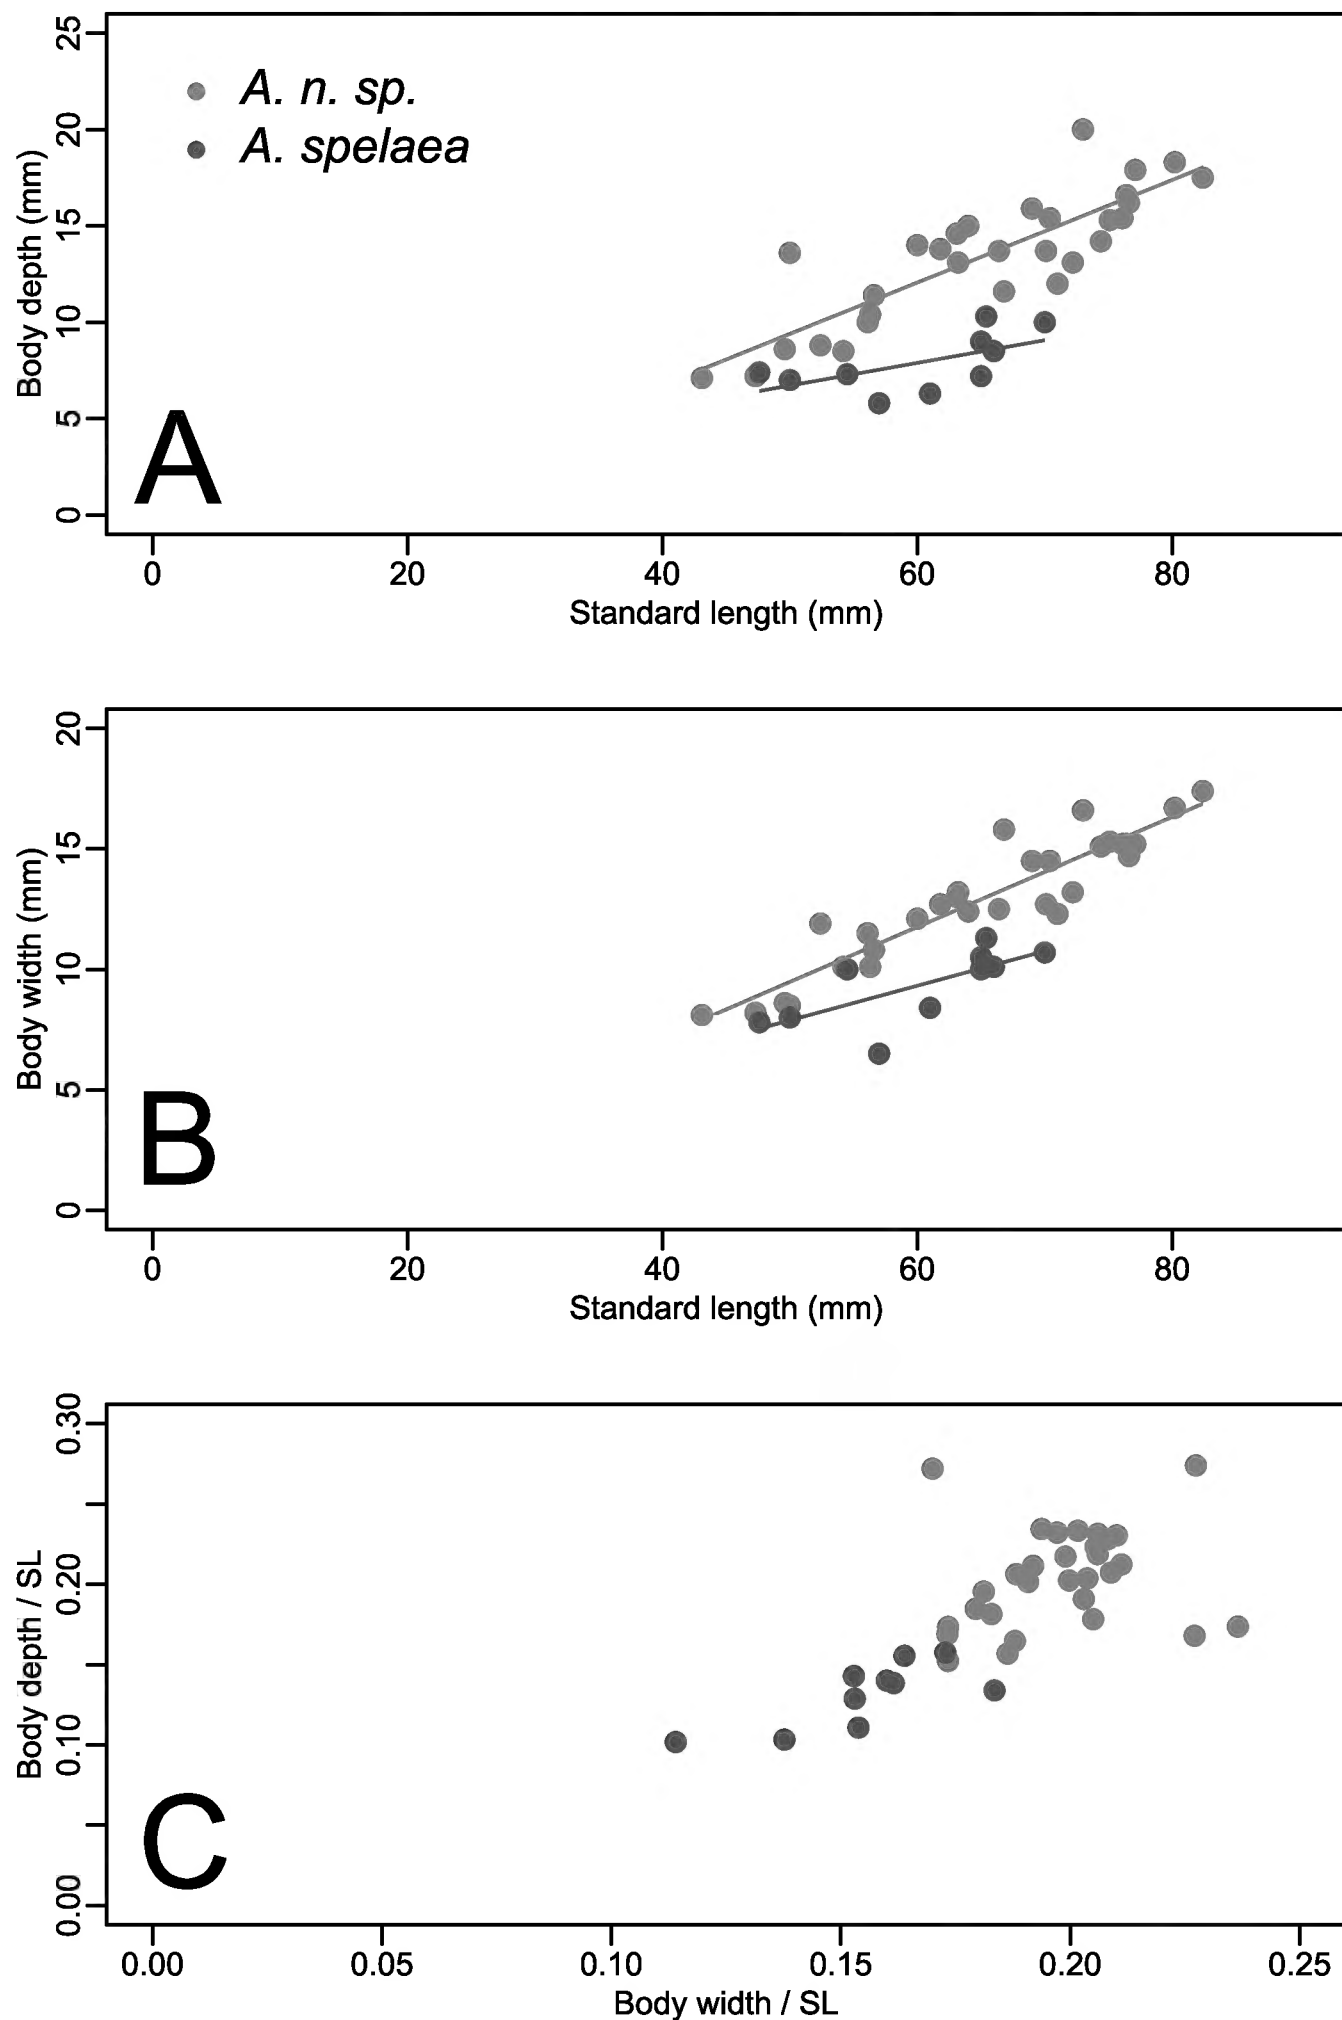 A. n. sp.
A. spelaea
25
20
15
10
5
0
Body depth (mm)
A
0 20 40 60 80
Standard length (mm)
20
15
10
5
0
Body width (mm)
B
0 20 40 60 80
Standard length (mm)
0.30
0.20
0.10
0.00
Body depth / SL
C
0.00 0.05 0.10 0.15 0.20 0.25
Body width / SL